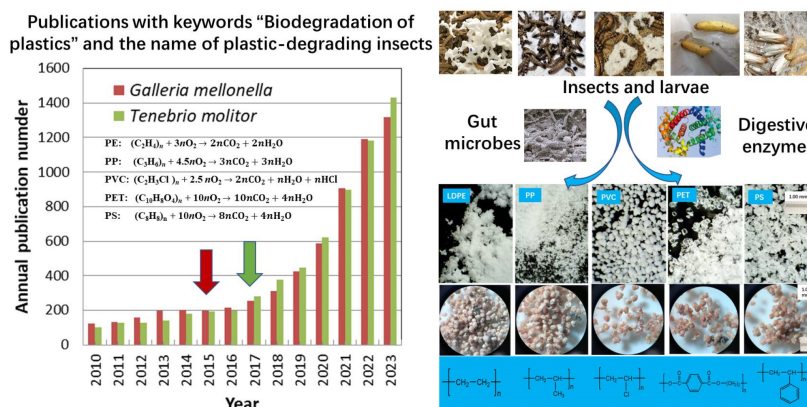 Publications with keywords “Biodegradation of
plastics” and the name of plastic-degrading insects
1600
1400
1200
1000
800
600
400
200
0
Annual publication numder
Galleria mellonella
Tenebrio molitor
PE: (C₂H₄)ₙ + 3nO₂ → 2nCO₂ + 2nH₂O
PP: (C₃H₆)ₙ + 4.5nO₂ → 3nCO₂ + 3nH₂O
PVC: (C₂H₃Cl)ₙ + 2.5nO₂ → 2nCO₂ + nH₂O + nHCl
PET: (C₁₀H₈O₄)ₙ + 10nO₂ → 10nCO₂ + 4nH₂O
PS: (C₈H₈)ₙ + 10nO₂ → 8nCO₂ + 4nH₂O
2010 2011 2012 2013 2014 2015 2016 2017 2018 2019 2020 2021 2022 2023
Year
Insects and larvae
Gut
microbes
Digestive
enzyme
LDPE PP PVC PET PS
1.00 mm